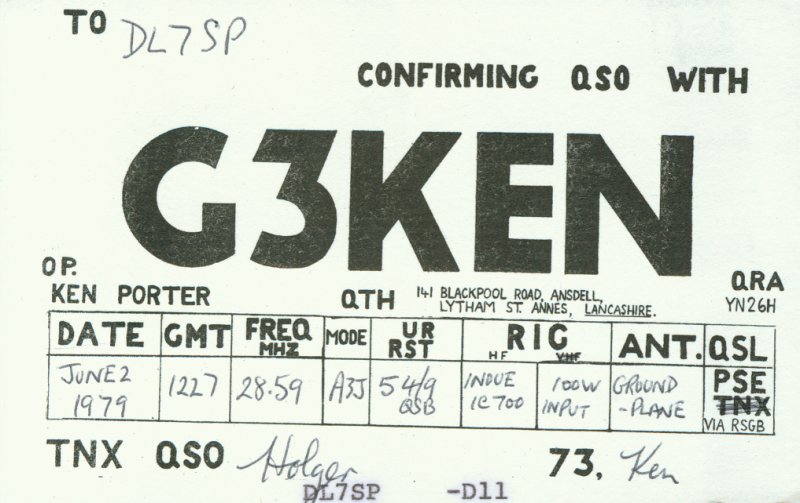 TO DL7SP
CONFIRMING QSO WITH
G3KEN
OP.
KEN PORTER
QTH 141 BLACKPOOL ROAD, ANSDELL,
LYTHAM ST. ANNES, LANCASHIRE.
QRA
YN26H
DATE GMT FREQ MHZ MODE UR RST RIG HF VHF ANT. QSL
JUNE 2 1979 1227 28.59 A3J 5 4/9 QSB INOUE IC700 100W INPUT GROUND -PLANE PSE TNX VIA RSGB
TNX QSO Holger 73, Ken
DL7SP -D11